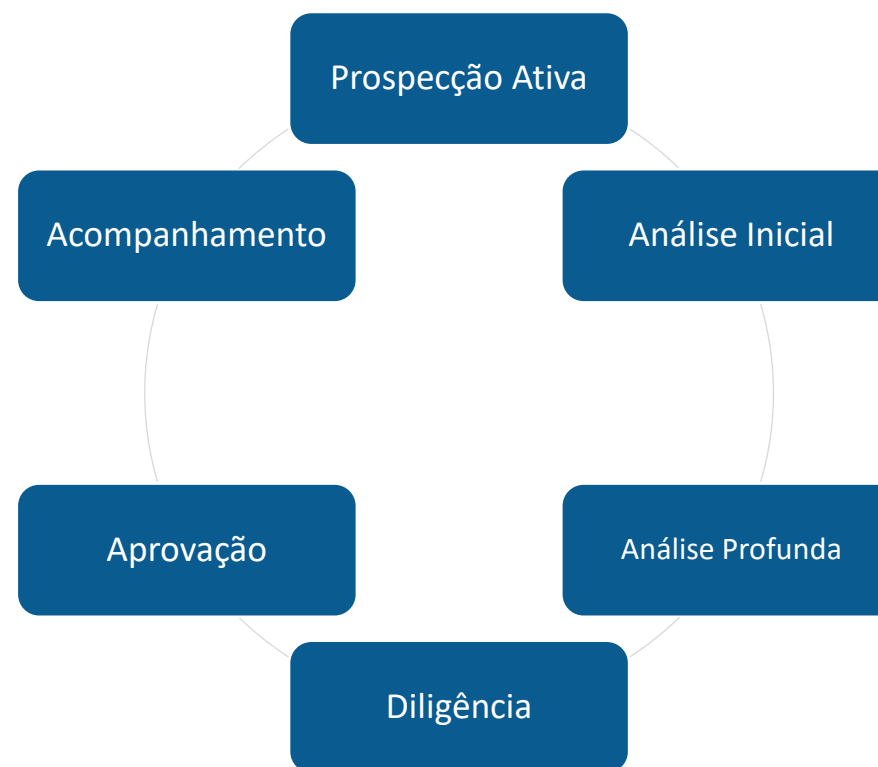 Prospecção Ativa
Análise Inicial
Análise Profunda
Diligência
Aprovação
Acompanhamento